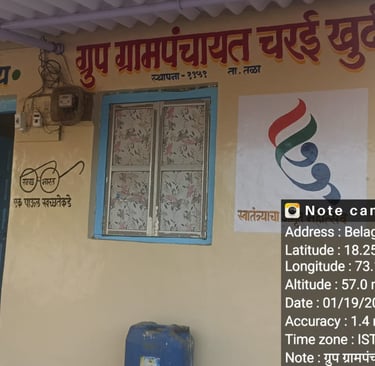 ग्रुप ग्रामपंचायत चरई खुर्द
स्थापना - १९५९ ता. तळा
स्वच्छ भारत
एक पाऊल स्वच्छतेकडे
स्वातंत्र्याचा
Note cam
Address : Belag
Latitude : 18.25
Longitude : 73.
Altitude : 57.0 m
Date : 01/19/20
Accuracy : 1.4
Time zone : IST
Note : ग्रुप ग्रामपं